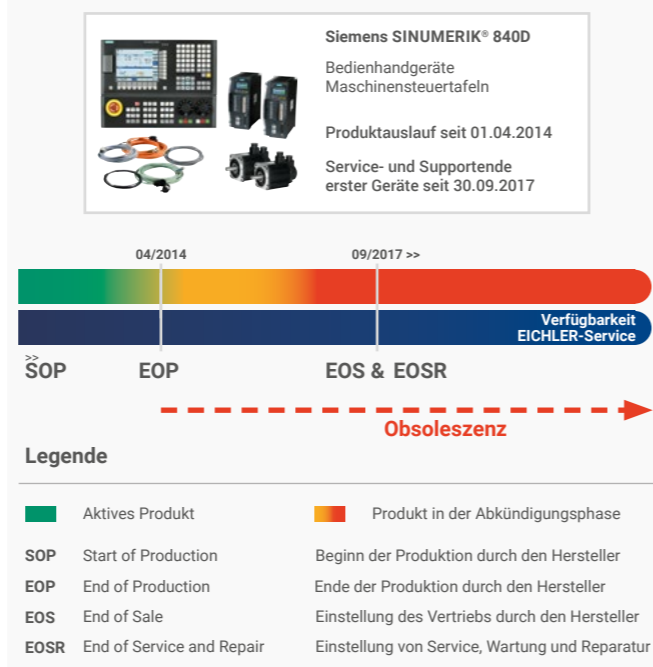 Siemens SINUMERIK® 840D
Bedienhandgeräte
Maschinensteuertafeln
Produktauslauf seit 01.04.2014
Service- und Supportende
erster Geräte seit 30.09.2017
04/2014
09/2017 >>
Verfügbarkeit
EICHLER-Service
>>
SOP
EOP
EOS & EOSR
Obsoleszenz
Legende
Aktives Produkt
Produkt in der Abkündigungsphase
SOP Start of Production Beginn der Produktion durch den Hersteller
EOP End of Production Ende der Produktion durch den Hersteller
EOS End of Sale Einstellung des Vertriebs durch den Hersteller
EOSR End of Service and Repair Einstellung von Service, Wartung und Reparatur